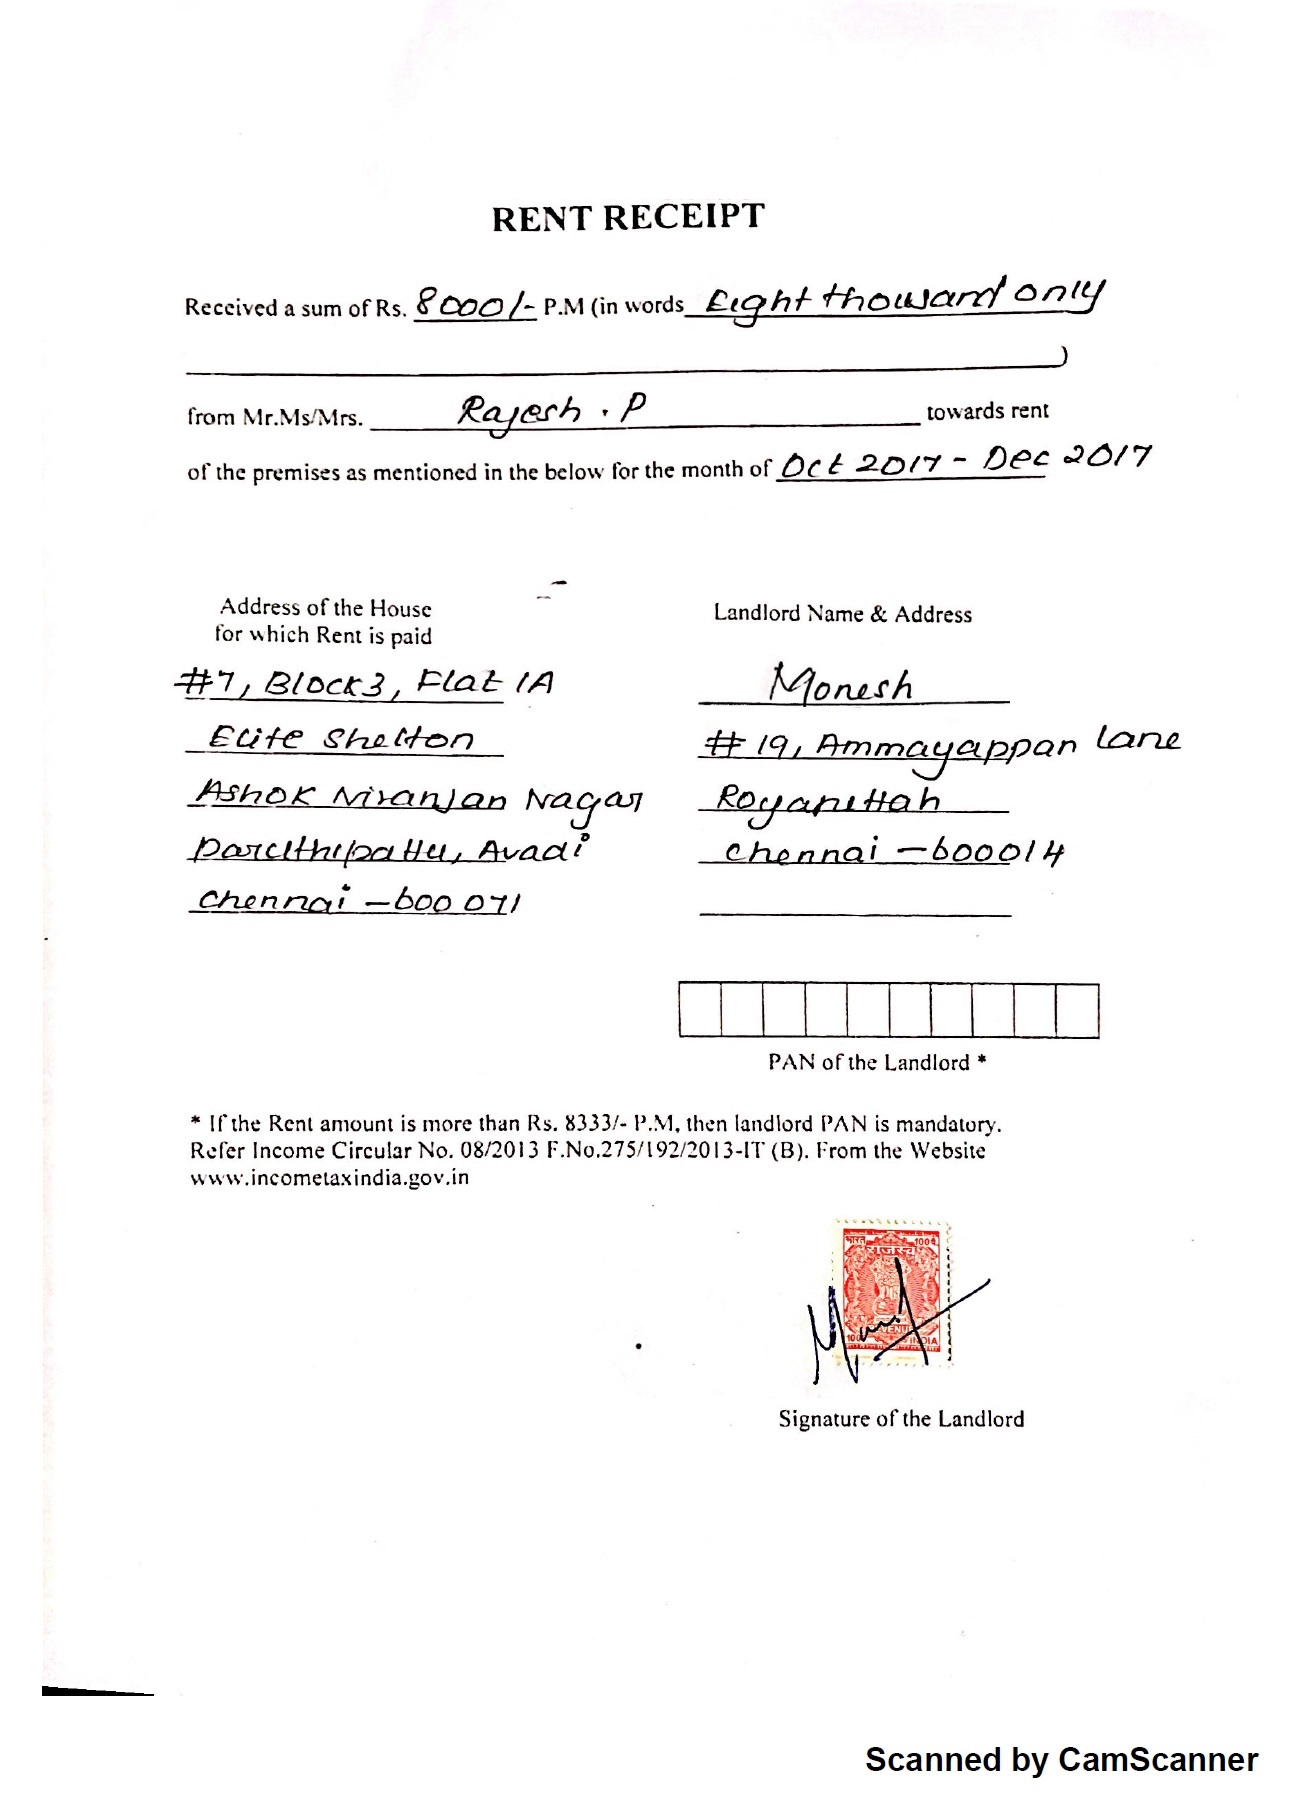 RENT RECEIPT
Received a sum of Rs. 8000/- P.M (in words Eight thousand only
)
from Mr.Ms/Mrs. Rajesh . P towards rent
of the premises as mentioned in the below for the month of Oct 2017 - Dec 2017
Address of the House
for which Rent is paid
#7, Block3, Flat 1A
Elite Shelton
Ashok Niranjan Nagar
Paruthipattu, Avadi
Chennai - 600 071
Landlord Name & Address
Monesh
# 19, Ammayappan Lane
Royapettah
Chennai - 600014
PAN of the Landlord *
* If the Rent amount is more than Rs. 8333/- P.M, then landlord PAN is mandatory.
Refer Income Circular No. 08/2013 F.No.275/192/2013-IT (B). From the Website
www.incometaxindia.gov.in
भारत 100
राजस्व
100 INDIA
Signature of the Landlord
Scanned by CamScanner